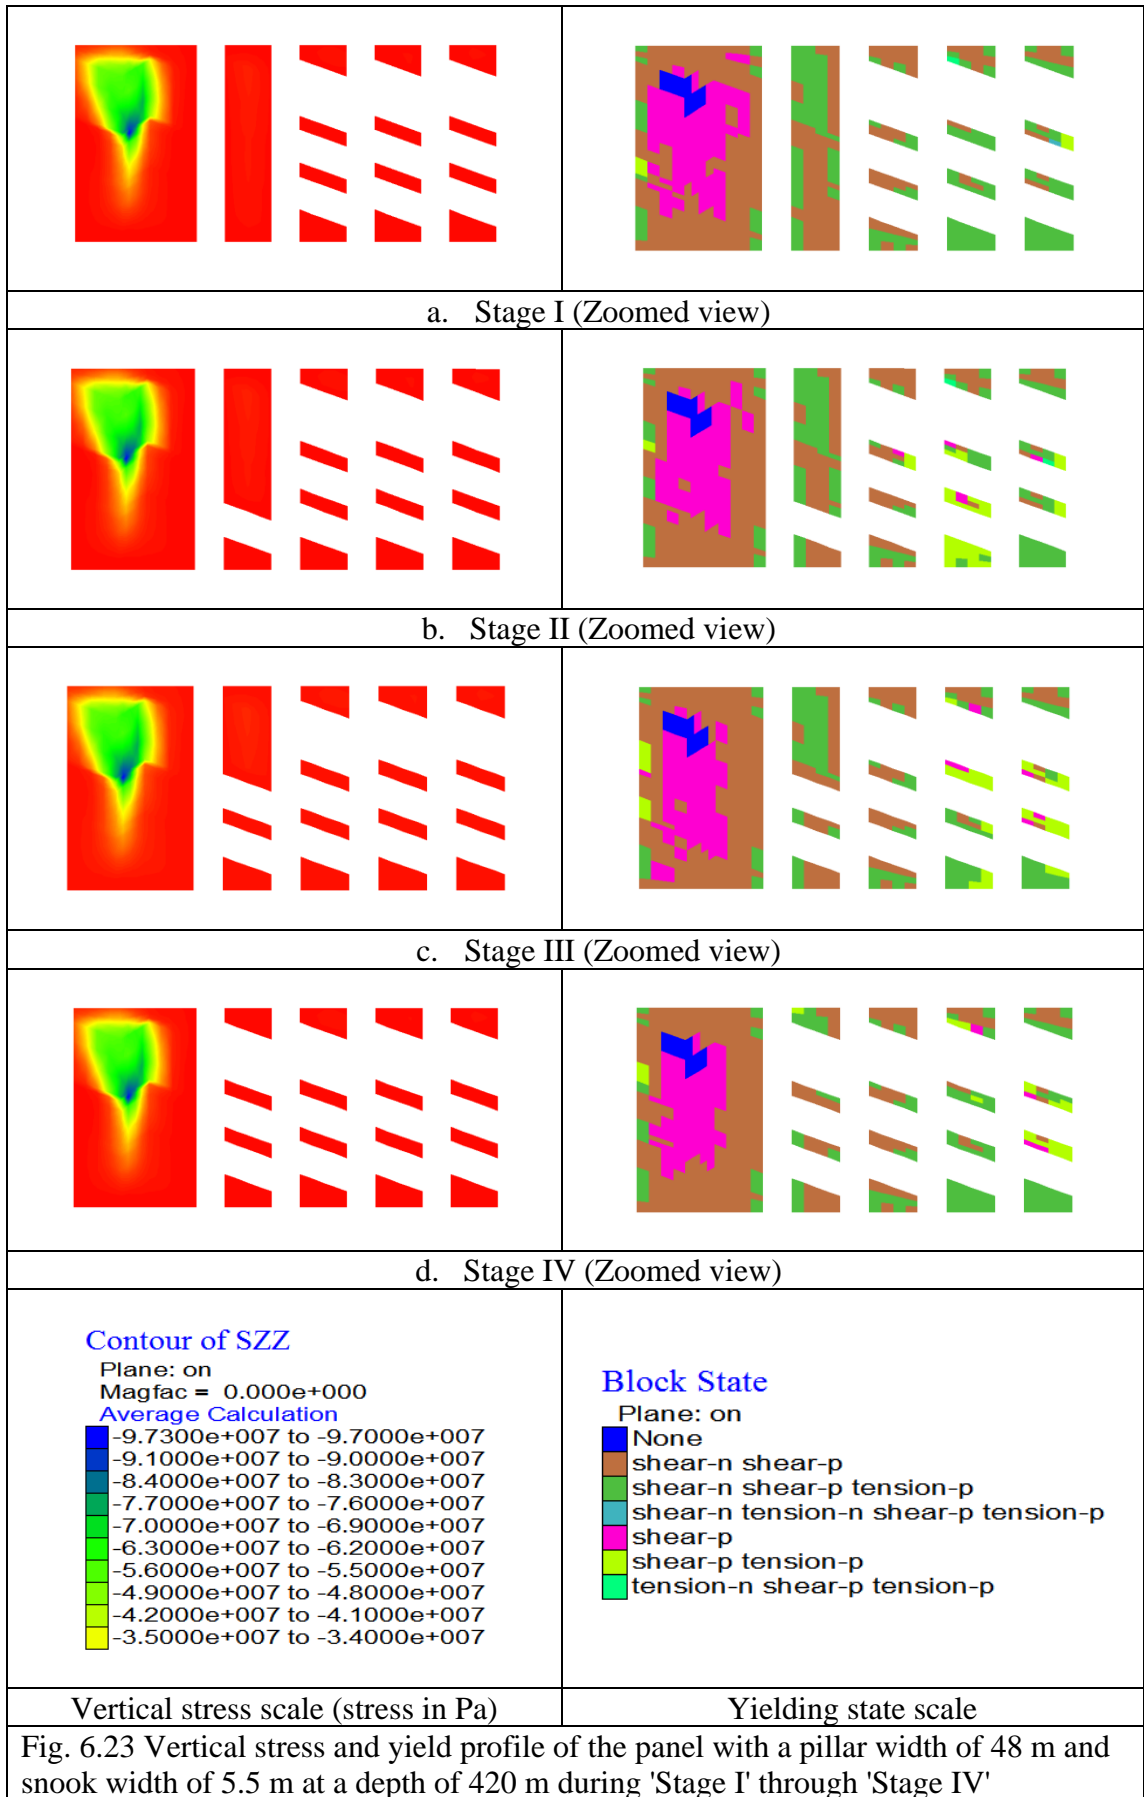 a. Stage I (Zoomed view)
b. Stage II (Zoomed view)
c. Stage III (Zoomed view)
d. Stage IV (Zoomed view)
Contour of SZZ
Plane: on
Magfac = 0.000e+000
Average Calculation
-9.7300e+007 to -9.7000e+007
-9.1000e+007 to -9.0000e+007
-8.4000e+007 to -8.3000e+007
-7.7000e+007 to -7.6000e+007
-7.0000e+007 to -6.9000e+007
-6.3000e+007 to -6.2000e+007
-5.6000e+007 to -5.5000e+007
-4.9000e+007 to -4.8000e+007
-4.2000e+007 to -4.1000e+007
-3.5000e+007 to -3.4000e+007
Block State
Plane: on
None
shear-n shear-p
shear-n shear-p tension-p
shear-n tension-n shear-p tension-p
shear-p
shear-p tension-p
tension-n shear-p tension-p
Vertical stress scale (stress in Pa)
Yielding state scale
Fig. 6.23 Vertical stress and yield profile of the panel with a pillar width of 48 m and
snook width of 5.5 m at a depth of 420 m during 'Stage I' through 'Stage IV'